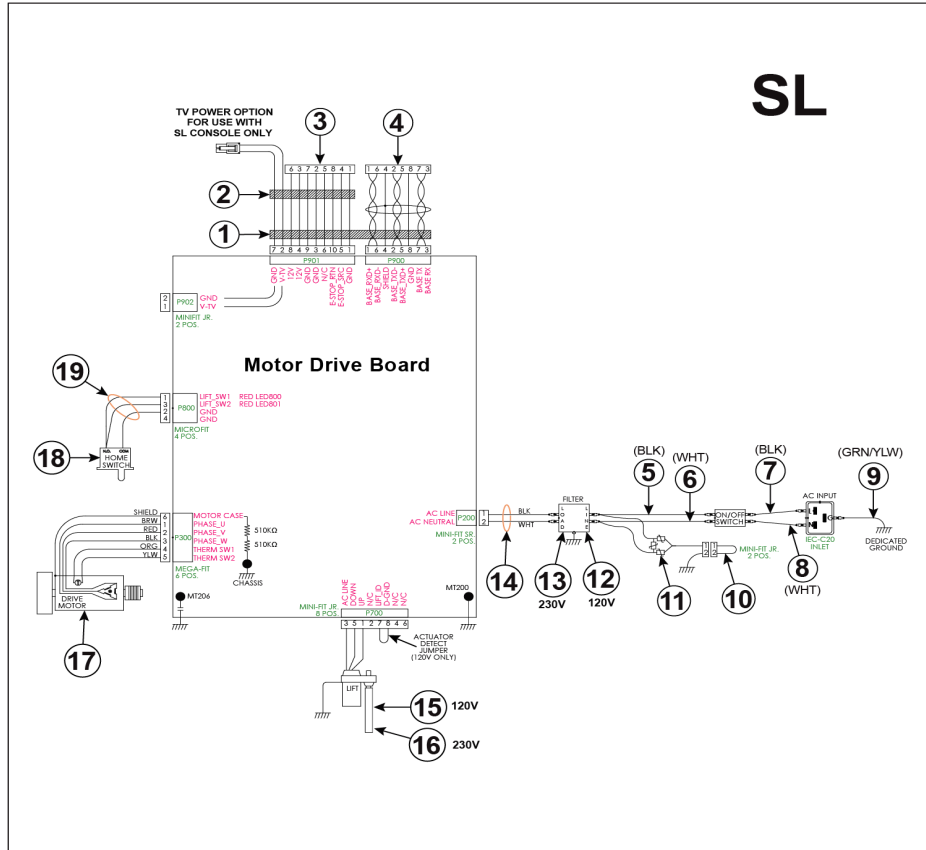 SL
TV POWER OPTION
FOR USE WITH
SL CONSOLE ONLY
3
4
6 3 7 2 5 8 4 1
1 6 4 2 5 8 7 3
2
1
7 2 8 4 9 3 6 10 5 1
1 6 4 2 5 8 7 3
P901
P900
GND
V-TV
12V
12V
GND
GND
N/C
E-STOP_RTN
E-STOP_SRC
GND
BASE_RXD+
BASE_RXD-
SHIELD
BASE_TXD-
BASE_TXD+
GND
BASE TX
BASE RX
2
1
P902
GND
V-TV
MINIFIT JR.
2 POS.
Motor Drive Board
19
1
3
2
4
P800
LIFT_SW1 RED LED800
LIFT_SW2 RED LED801
GND
GND
MICROFIT
4 POS.
18
N.O. COM
HOME
SWITCH
SHIELD
BRW
RED
BLK
ORG
YLW
6
1
2
3
4
5
P300
MOTOR CASE
PHASE_U
PHASE_V
PHASE_W
THERM SW1
THERM SW2
510KΩ
510KΩ
CHASSIS
MEGA-FIT
6 POS.
DRIVE
MOTOR
17
MT206
MT200
AC LINE
AC NEUTRAL
P200
1
2
MINI-FIT SR.
2 POS.
BLK
WHT
14
FILTER
L O A D
L I N E
13
230V
12
120V
(BLK)
5
(WHT)
6
(BLK)
7
(GRN/YLW)
9
ON/OFF
SWITCH
AC INPUT
L
N
G
IEC-C20
INLET
DEDICATED
GROUND
8
(WHT)
11
1 1
2 2
10
MINI-FIT JR.
2 POS.
MINI-FIT JR
8 POS.
AC LINE
DOWN
UP
N/C
LIFT_ID
D-GND
N/C
N/C
P700
3 5 1 2 7 8 4 6
ACTUATOR
DETECT
JUMPER
(120V ONLY)
LIFT
15
120V
16
230V